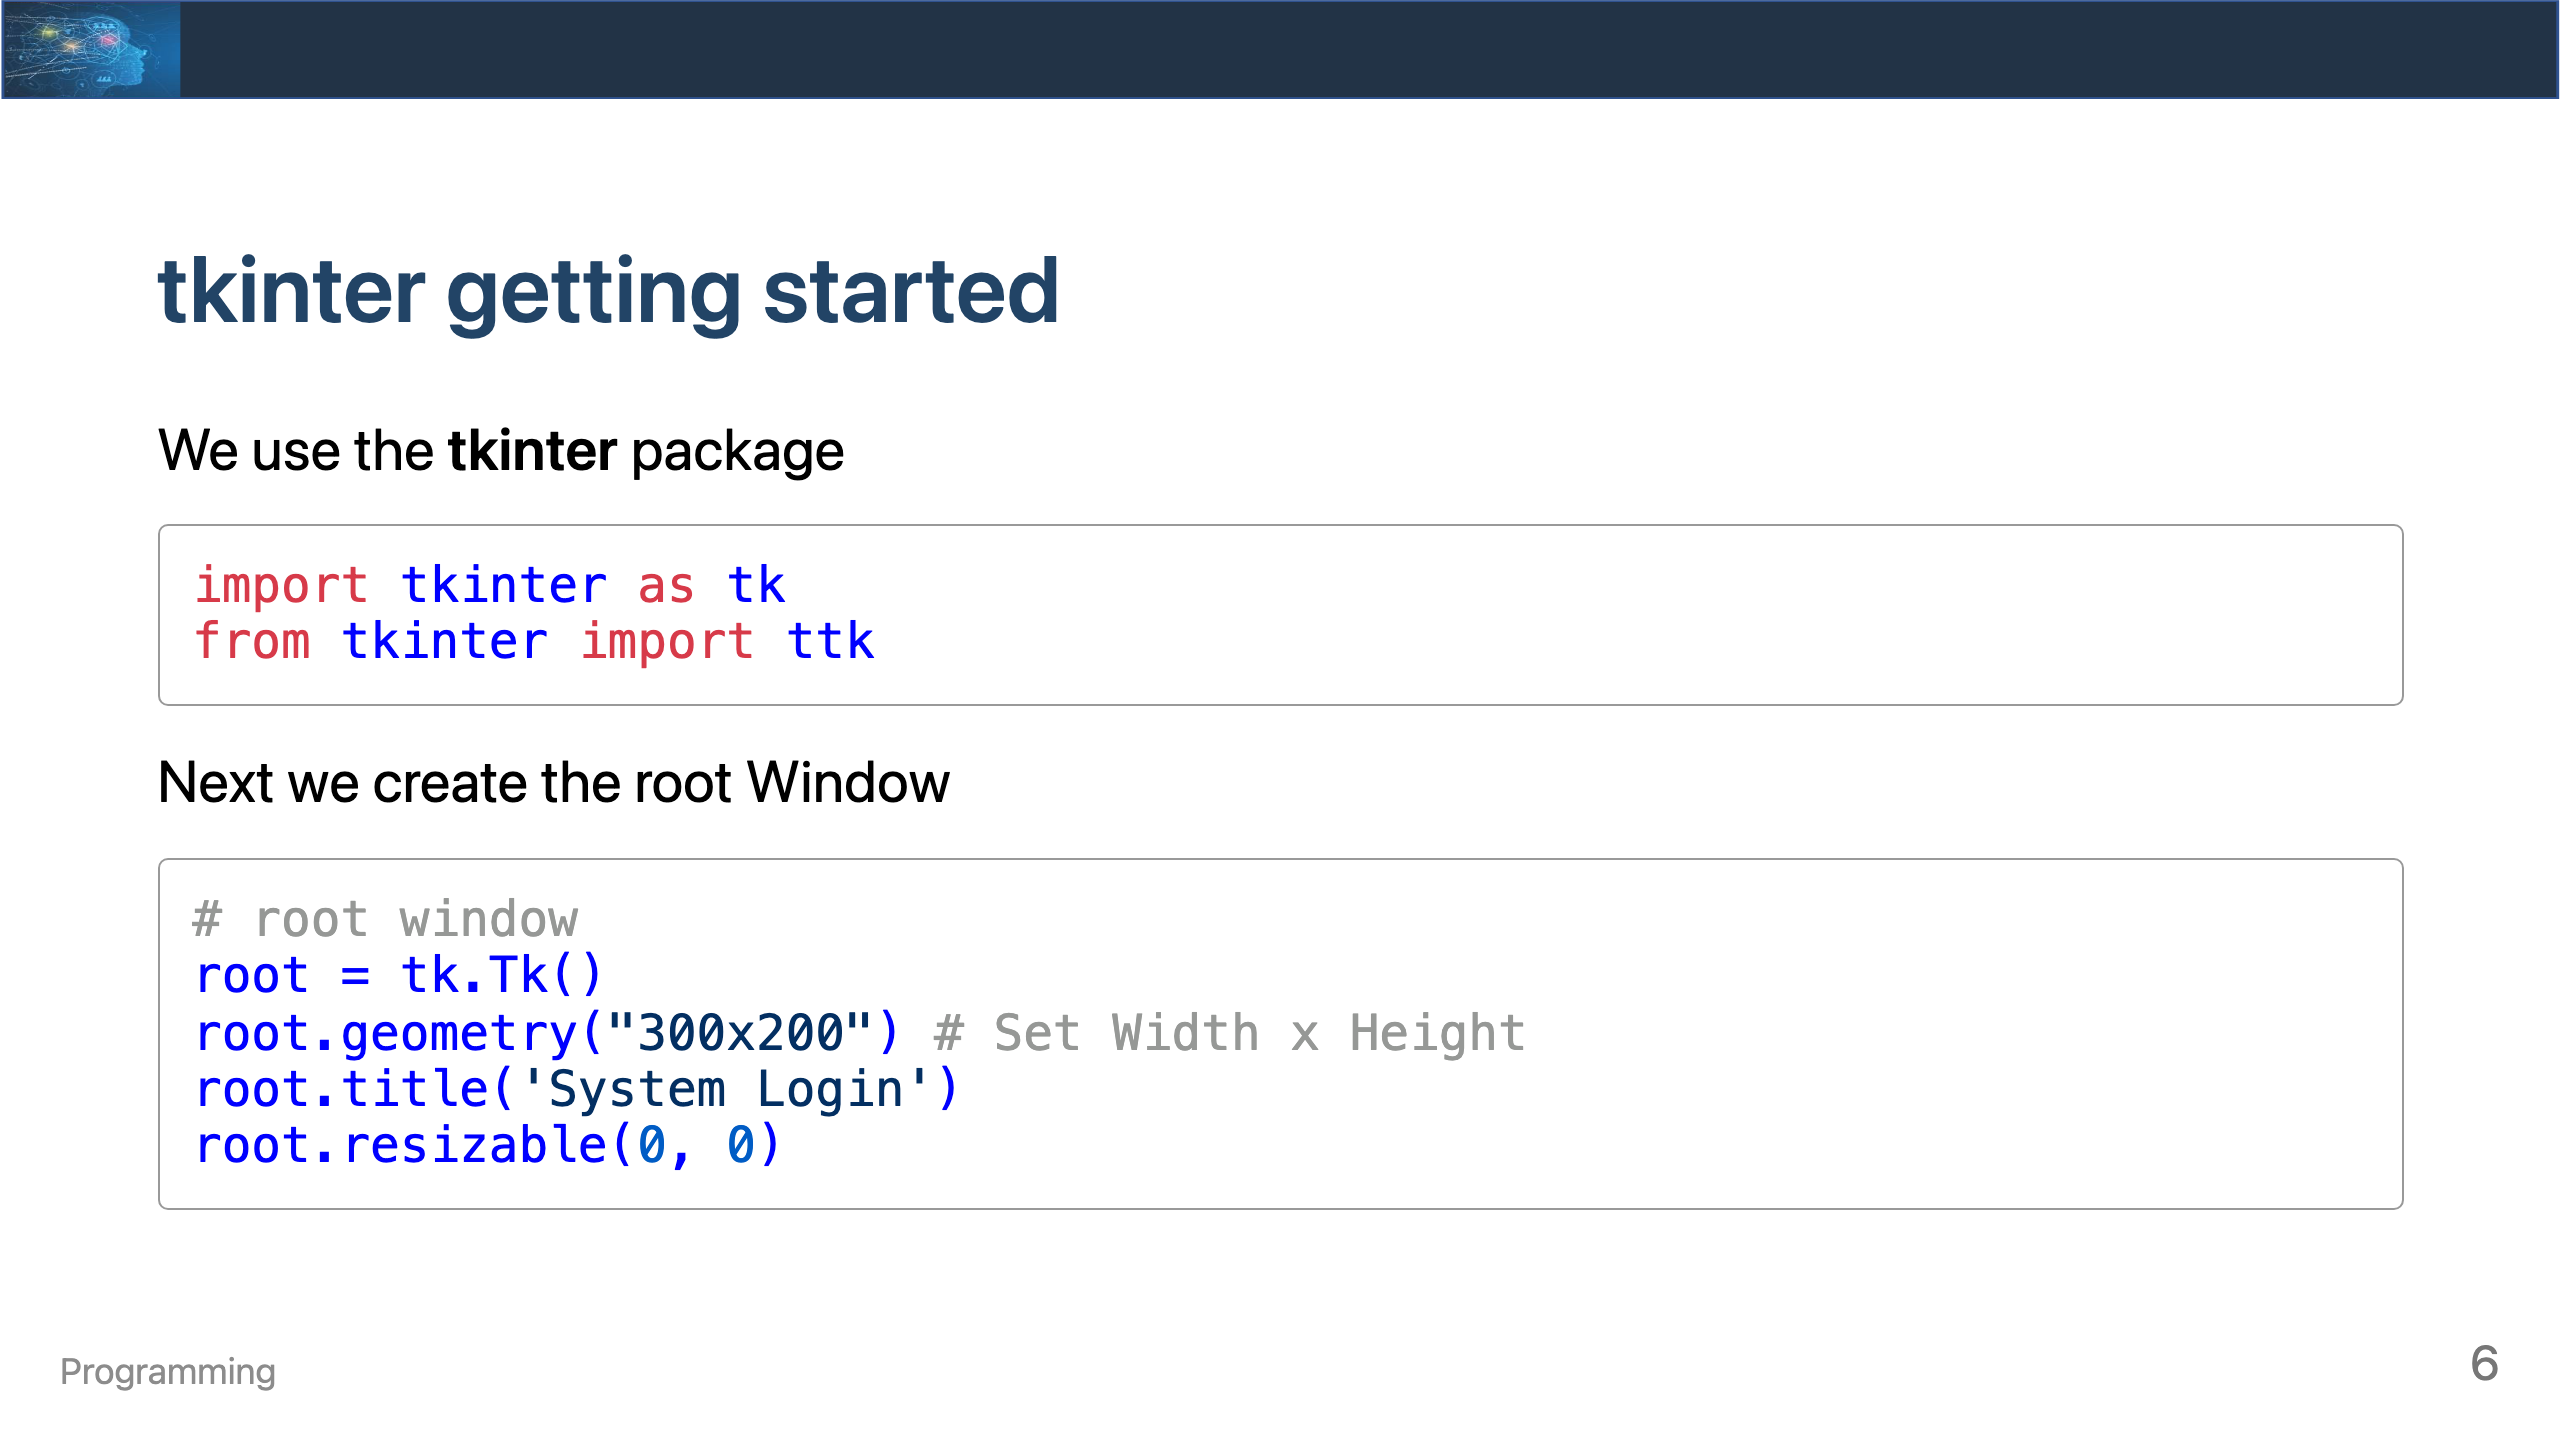 tkinter getting started
We use the tkinter package
import tkinter as tk
from tkinter import ttk
Next we create the root Window
# root window
root = tk.Tk()
root.geometry("300x200") # Set Width x Height
root.title('System Login')
root.resizable(0, 0)
Programming
6